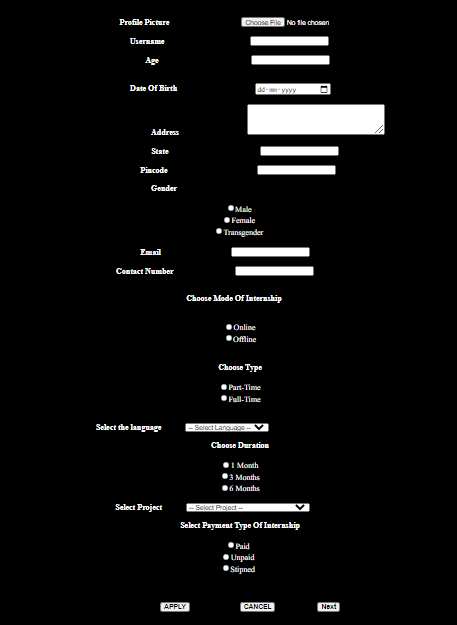 Profile Picture Choose File No file chosen
Username
Age
Date Of Birth dd-mm-yyyy
Address
State
Pincode
Gender
Male
Female
Transgender
Email
Contact Number
Choose Mode Of Internship
Online
Offline
Choose Type
Part-Time
Full-Time
Select the language -- Select Language --
Choose Duration
1 Month
3 Months
6 Months
Select Project -- Select Project --
Select Payment Type Of Internship
Paid
Unpaid
Stipned
APPLY CANCEL Next